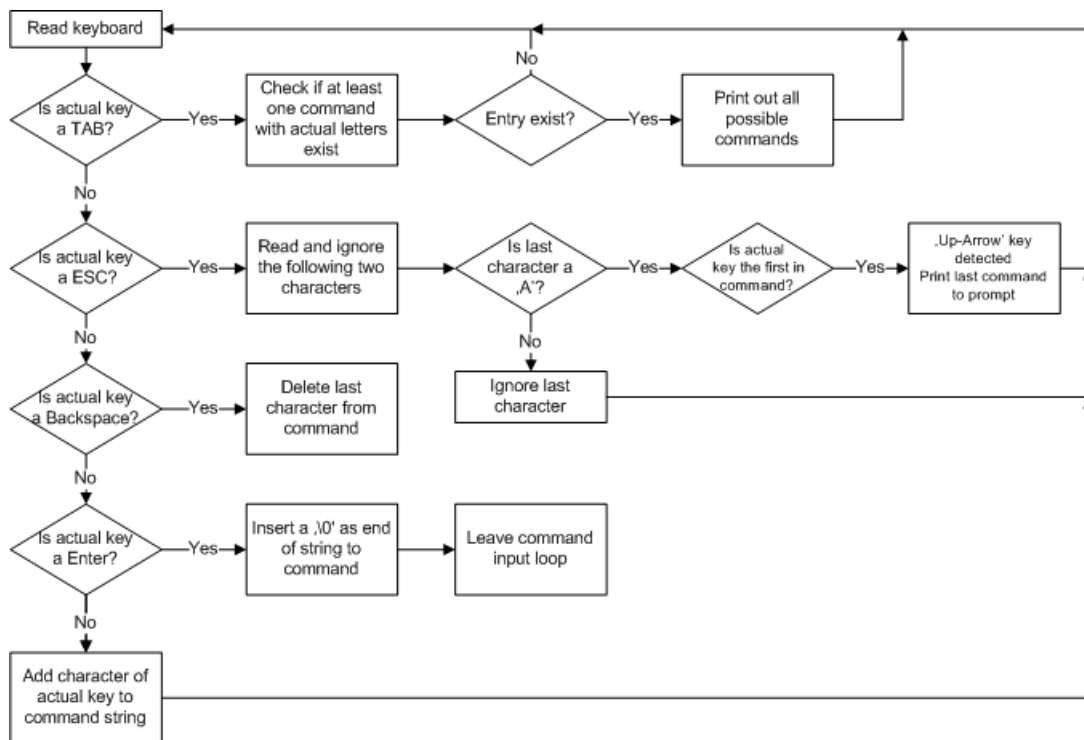 Read keyboard
No
Is actual key
a TAB?
Yes
Check if at least
one command
with actual letters
exist
Entry exist?
Yes
Print out all
possible
commands
No
Is actual key
a ESC?
Yes
Read and ignore
the following two
characters
Is last
character a
‚A'?
Yes
Is actual
key the first in
command?
Yes
‚Up-Arrow' key
detected
Print last command
to prompt
No
No
Is actual key
a Backspace?
Yes
Delete last
character from
command
Ignore last
character
No
Is actual key
a Enter?
Yes
Insert a ‚\0' as end
of string to
command
Leave command
input loop
No
Add character of
actual key to
command string